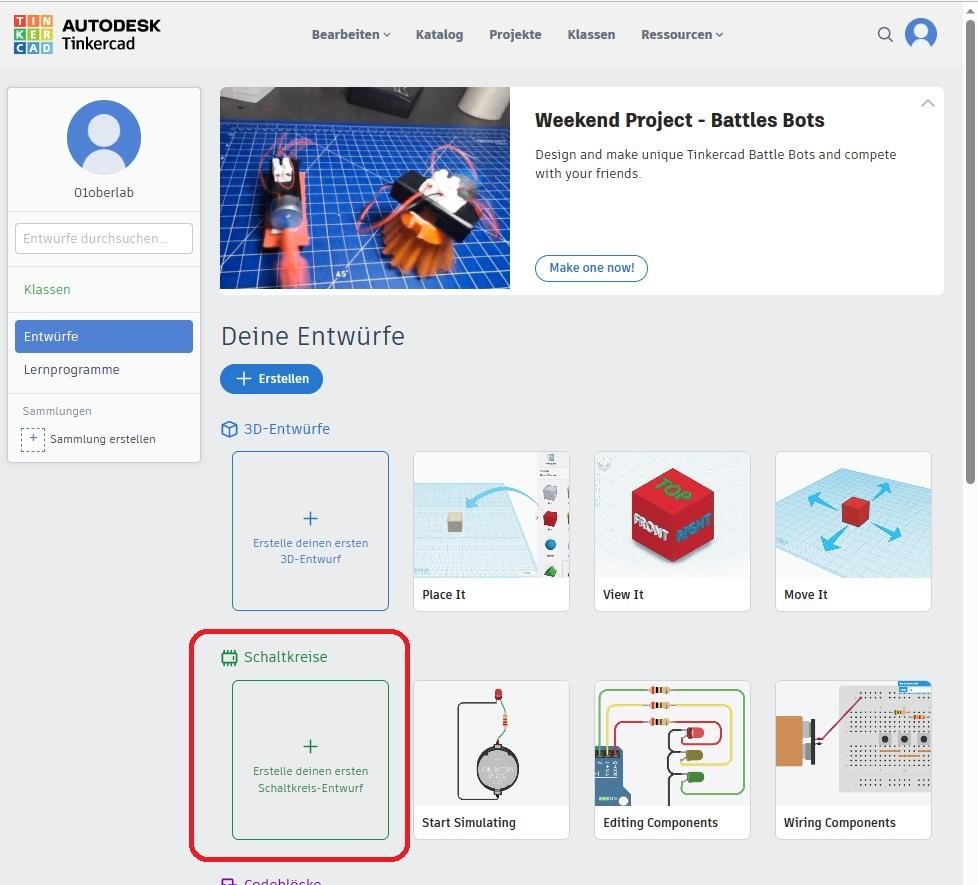 TIN
KER
CAD
AUTODESK
Tinkercad
Bearbeiten
Katalog
Projekte
Klassen
Ressourcen
01oberlab
Entwürfe durchsuchen...
Klassen
Entwürfe
Lernprogramme
Sammlungen
+ Sammlung erstellen
45°
Weekend Project - Battles Bots
Design and make unique Tinkercad Battle Bots and compete
with your friends.
Make one now!
Deine Entwürfe
+ Erstellen
3D-Entwürfe
+
Erstelle deinen ersten
3D-Entwurf
Place It
TOP
FRONT
RIGHT
View It
Move It
Schaltkreise
+
Erstelle deinen ersten
Schaltkreis-Entwurf
Start Simulating
Editing Components
Wiring Components
Codeblöcke